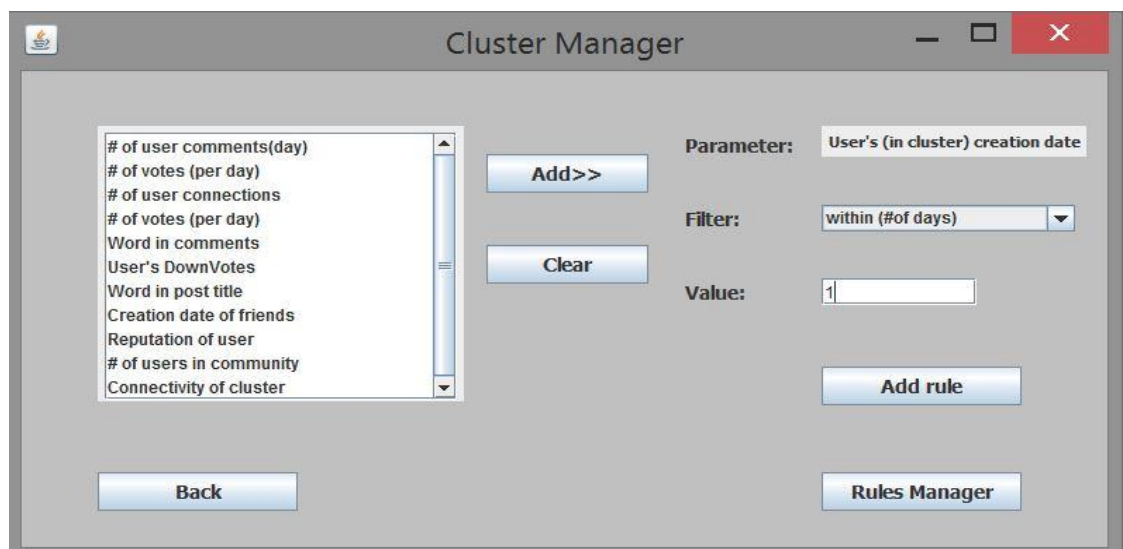 Cluster Manager
# of user comments(day)
# of votes (per day)
# of user connections
# of votes (per day)
Word in comments
User's DownVotes
Word in post title
Creation date of friends
Reputation of user
# of users in community
Connectivity of cluster
Add>>
Clear
Parameter: User's (in cluster) creation date
Filter: within (#of days)
Value: 1
Add rule
Back
Rules Manager